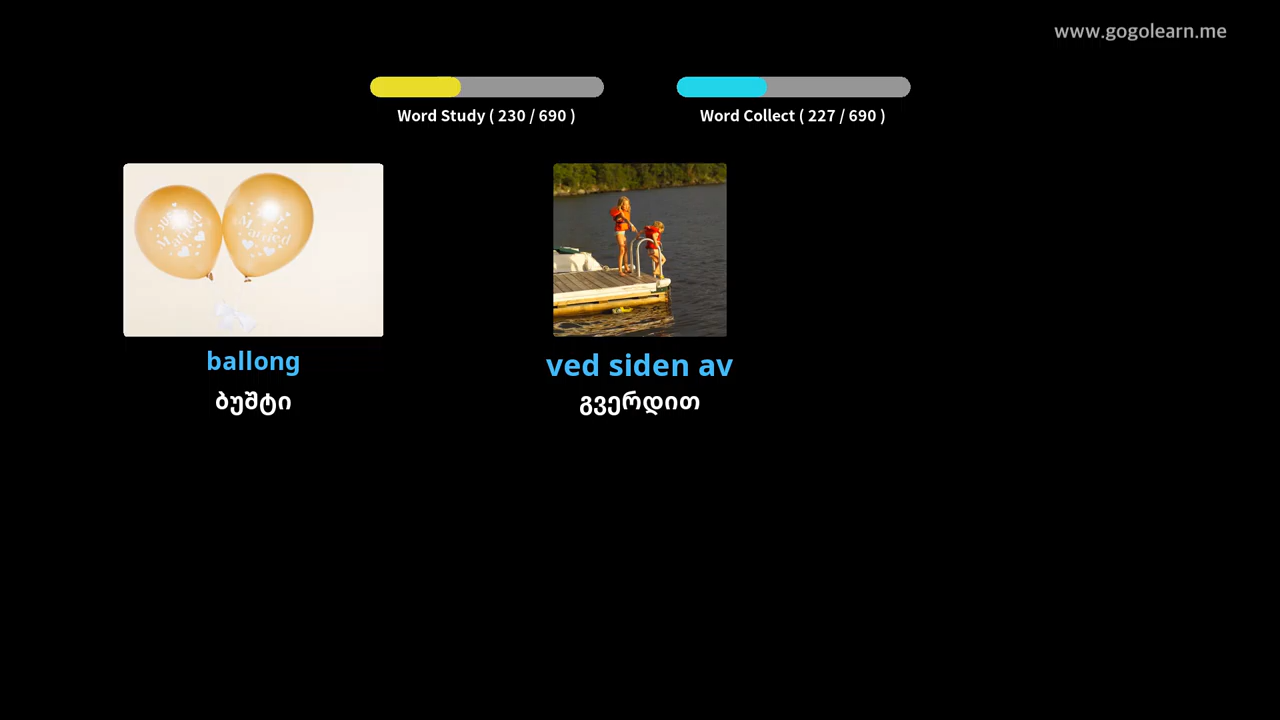 www.gogolearn.me
Word Study ( 230 / 690 )
Word Collect ( 227 / 690 )
ballong
ბუშტი
ved siden av
გვერდით